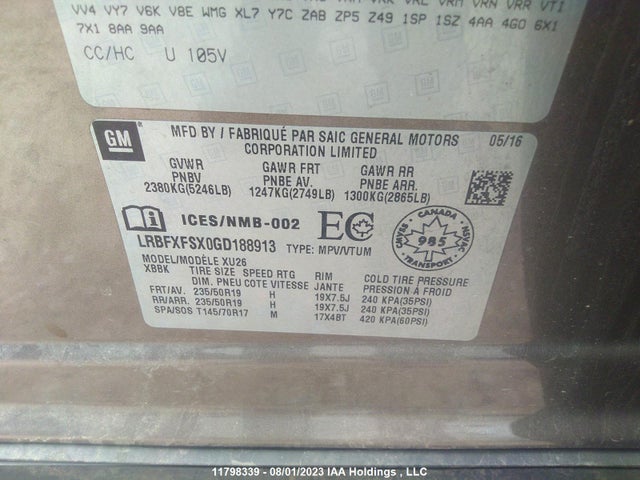 VV4 VY7 V6K V8E WMG XL7 Y7C ZAB ZP5 Z49 1SP 1SZ 4AA 4GO 6X1
7X1 8AA 9AA
CC/HC U 105V
GM
MFD BY / FABRIQUÉ PAR SAIC GENERAL MOTORS
CORPORATION LIMITED
05/16
GVWR GAWR FRT GAWR RR
PNBV PNBE AV. PNBE ARR.
2380KG(5246LB) 1247KG(2749LB) 1300KG(2865LB)
ICES/NMB-002 EC
CANADA
CMVSS 985 NSVAC
TRANSPORT
LRBFXFSX0GD188913 TYPE: MPV/VTUM
MODEL/MODÈLE XU26
XBBK TIRE SIZE SPEED RTG RIM COLD TIRE PRESSURE
DIM. PNEU COTE VITESSE JANTE PRESSION À FROID
FRT/AV. 235/50R19 H 19X7.5J 240 KPA(35PSI)
RR/ARR. 235/50R19 H 19X7.5J 240 KPA(35PSI)
SPA/SOS T145/70R17 M 17X4BT 420 KPA(60PSI)
11798339 - 08/01/2023 IAA Holdings , LLC